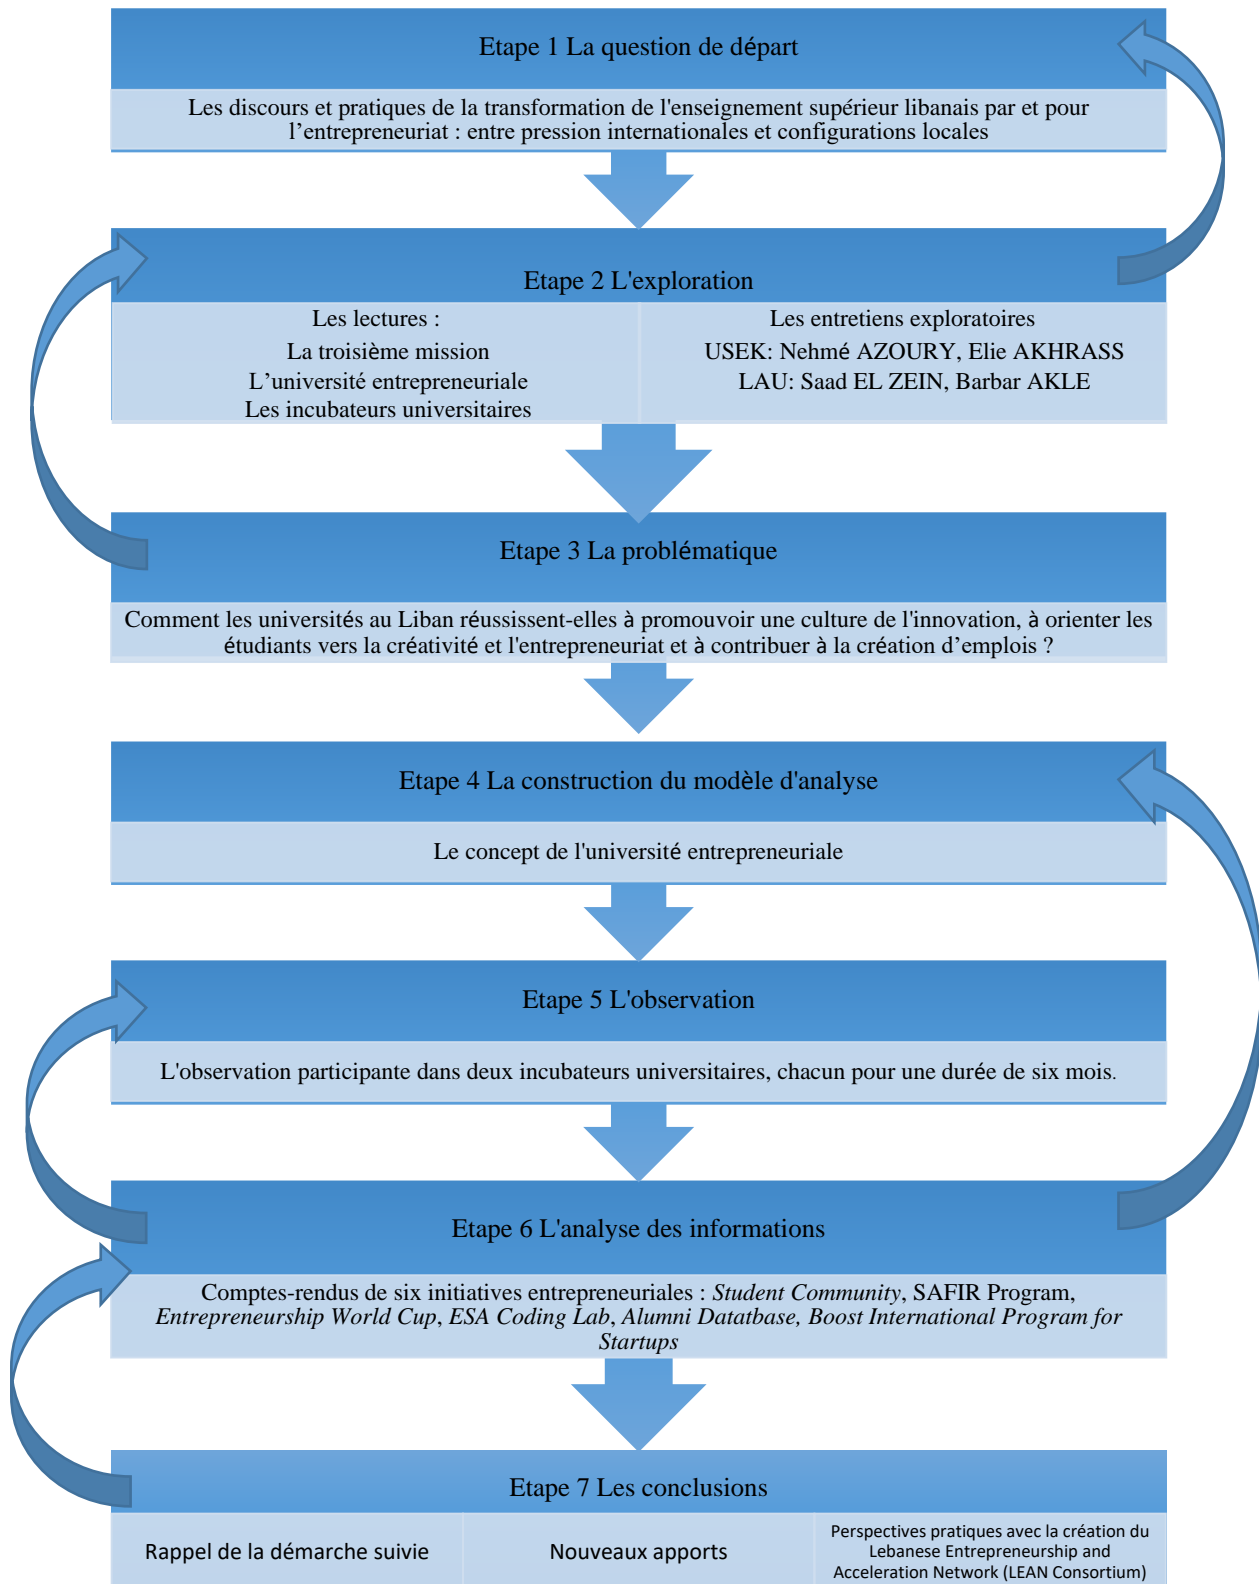 Etape 1 La question de départ
Les discours et pratiques de la transformation de l'enseignement supérieur libanais par et pour
l’entrepreneuriat : entre pression internationales et configurations locales
Etape 2 L'exploration
Les lectures :
La troisième mission
L’université entrepreneuriale
Les incubateurs universitaires
Les entretiens exploratoires
USEK: Nehmé AZOURY, Elie AKHRASS
LAU: Saad EL ZEIN, Barbar AKLE
Etape 3 La problématique
Comment les universités au Liban réussissent-elles à promouvoir une culture de l'innovation, à orienter les
étudiants vers la créativité et l'entrepreneuriat et à contribuer à la création d’emplois ?
Etape 4 La construction du modèle d'analyse
Le concept de l'université entrepreneuriale
Etape 5 L'observation
L'observation participante dans deux incubateurs universitaires, chacun pour une durée de six mois.
Etape 6 L'analyse des informations
Comptes-rendus de six initiatives entrepreneuriales : Student Community, SAFIR Program,
Entrepreneurship World Cup, ESA Coding Lab, Alumni Datatbase, Boost International Program for
Startups
Etape 7 Les conclusions
Rappel de la démarche suivie
Nouveaux apports
Perspectives pratiques avec la création du
Lebanese Entrepreneurship and
Acceleration Network (LEAN Consortium)